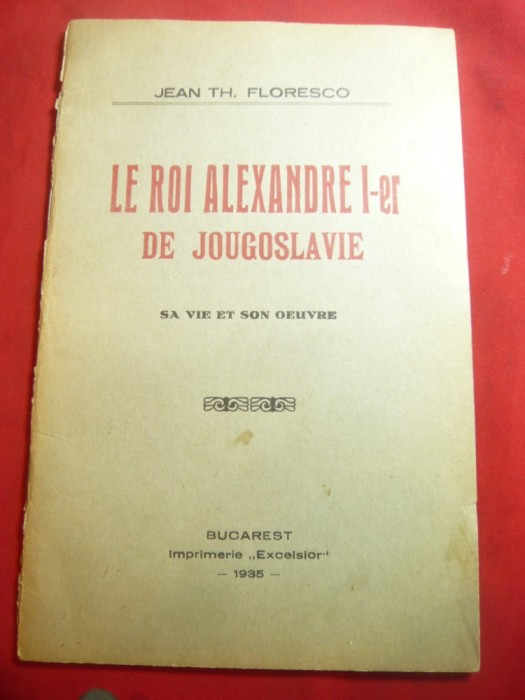 JEAN TH. FLORESCO
LE ROI ALEXANDRE I-er
DE JOUGOSLAVIE
SA VIE ET SON OEUVRE
BUCAREST
Imprimerie „Excelsior"
— 1935 —